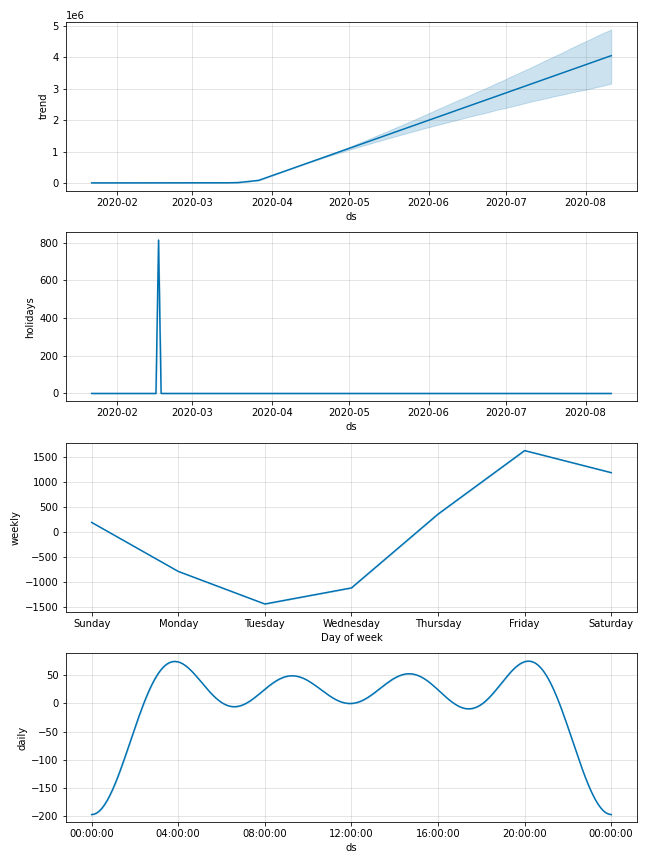 1e6
5
4
3
2
1
0
trend
2020-02 2020-03 2020-04 2020-05 2020-06 2020-07 2020-08
ds
800
600
400
200
0
holidays
2020-02 2020-03 2020-04 2020-05 2020-06 2020-07 2020-08
ds
1500
1000
500
0
−500
−1000
−1500
weekly
Sunday Monday Tuesday Wednesday Thursday Friday Saturday
Day of week
50
0
−50
−100
−150
−200
daily
00:00:00 04:00:00 08:00:00 12:00:00 16:00:00 20:00:00 00:00:00
ds